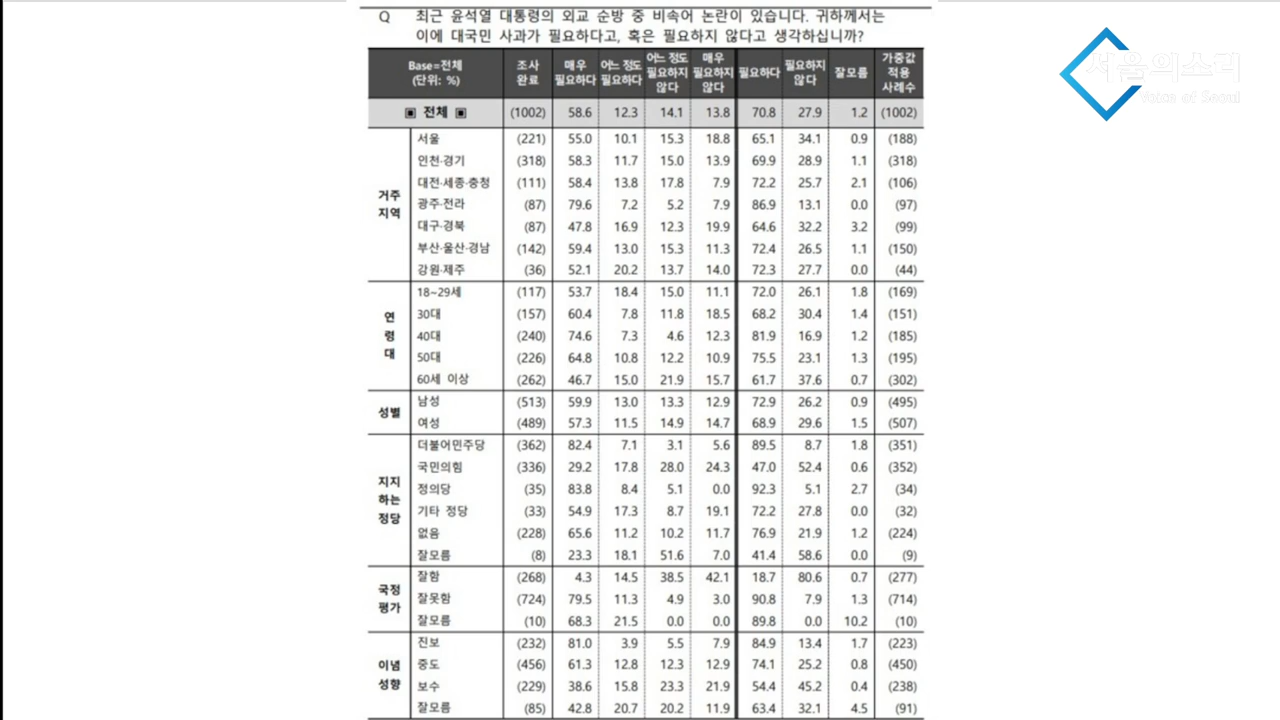 Q 최근 윤석열 대통령의 외교 순방 중 비속어 논란이 있습니다. 귀하께서는
이에 대국민 사과가 필요하다고, 혹은 필요하지 않다고 생각하십니까?
Base=전체 (단위: %) 조사 완료 매우 필요하다 어느 정도 필요하다 어느 정도 필요하지 않다 매우 필요하지 않다 필요하다 필요하지 않다 잘모름 가중값 적용 사례수
서울의소리
Voice of Seoul
▣ 전체 ▣ (1002) 58.6 12.3 14.1 13.8 70.8 27.9 1.2 (1002)
거주 지역
서울 (221) 55.0 10.1 15.3 18.8 65.1 34.1 0.9 (188)
인천·경기 (318) 58.3 11.7 15.0 13.9 69.9 28.9 1.1 (318)
대전·세종·충청 (111) 58.4 13.8 17.8 7.9 72.2 25.7 2.1 (106)
광주·전라 (87) 79.6 7.2 5.2 7.9 86.9 13.1 0.0 (97)
대구·경북 (87) 47.8 16.9 12.3 19.9 64.6 32.2 3.2 (99)
부산·울산·경남 (142) 59.4 13.0 15.3 11.3 72.4 26.5 1.1 (150)
강원·제주 (36) 52.1 20.2 13.7 14.0 72.3 27.7 0.0 (44)
연령대
18~29세 (117) 53.7 18.4 15.0 11.1 72.0 26.1 1.8 (169)
30대 (157) 60.4 7.8 11.8 18.5 68.2 30.4 1.4 (151)
40대 (240) 74.6 7.3 4.6 12.3 81.9 16.9 1.2 (185)
50대 (226) 64.8 10.8 12.2 10.9 75.5 23.1 1.3 (195)
60세 이상 (262) 46.7 15.0 21.9 15.7 61.7 37.6 0.7 (302)
성별
남성 (513) 59.9 13.0 13.3 12.9 72.9 26.2 0.9 (495)
여성 (489) 57.3 11.5 14.9 14.7 68.9 29.6 1.5 (507)
지지하는 정당
더불어민주당 (362) 82.4 7.1 3.1 5.6 89.5 8.7 1.8 (351)
국민의힘 (336) 29.2 17.8 28.0 24.3 47.0 52.4 0.6 (352)
정의당 (35) 83.8 8.4 5.1 0.0 92.3 5.1 2.7 (34)
기타 정당 (33) 54.9 17.3 8.7 19.1 72.2 27.8 0.0 (32)
없음 (228) 65.6 11.2 10.2 11.7 76.9 21.9 1.2 (224)
잘모름 (8) 23.3 18.1 51.6 7.0 41.4 58.6 0.0 (9)
국정 평가
잘함 (268) 4.3 14.5 38.5 42.1 18.7 80.6 0.7 (277)
잘못함 (724) 79.5 11.3 4.9 3.0 90.8 7.9 1.3 (714)
잘모름 (10) 68.3 21.5 0.0 0.0 89.8 0.0 10.2 (10)
이념 성향
진보 (232) 81.0 3.9 5.5 7.9 84.9 13.4 1.7 (223)
중도 (456) 61.3 12.8 12.3 12.9 74.1 25.2 0.8 (450)
보수 (229) 38.6 15.8 23.3 21.9 54.4 45.2 0.4 (238)
잘모름 (85) 42.8 20.7 20.2 11.9 63.4 32.1 4.5 (91)